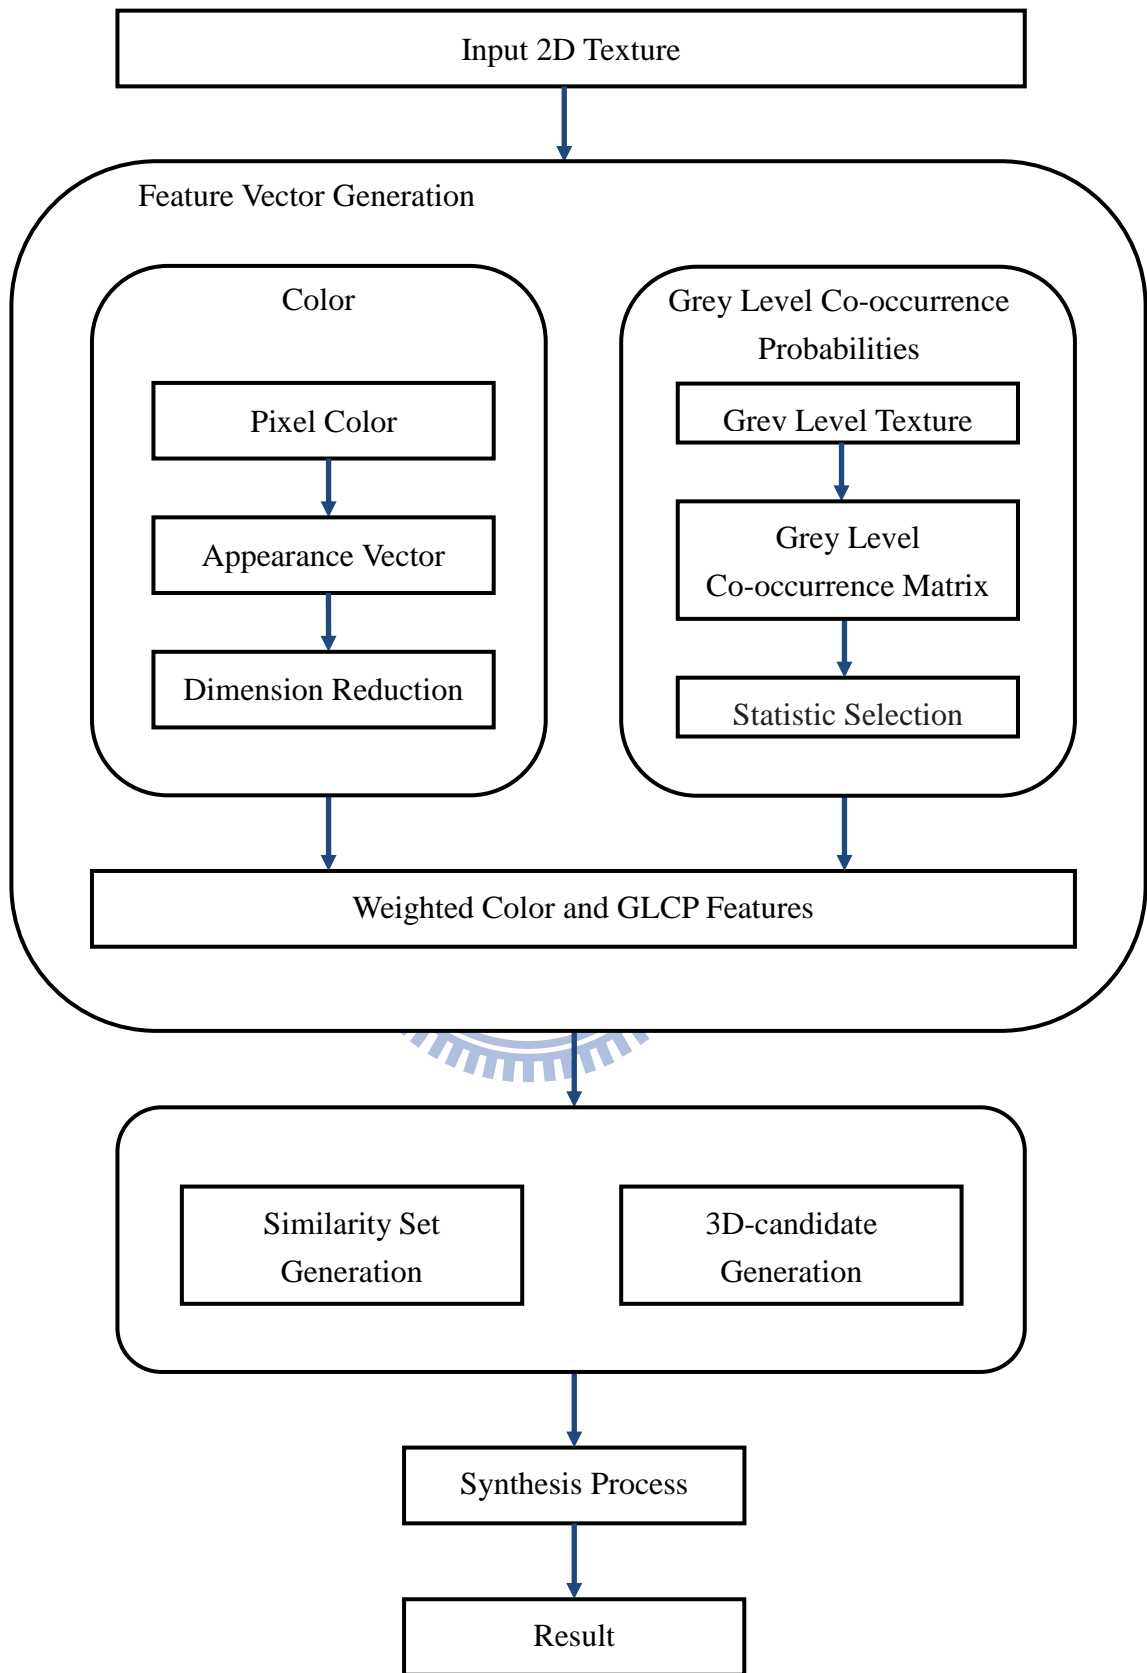 Input 2D Texture
Feature Vector Generation
Color
Pixel Color
Appearance Vector
Dimension Reduction
Grey Level Co-occurrence
Probabilities
Grey Level Texture
Grey Level
Co-occurrence Matrix
Statistic Selection
Weighted Color and GLCP Features
Similarity Set
Generation
3D-candidate
Generation
Synthesis Process
Result